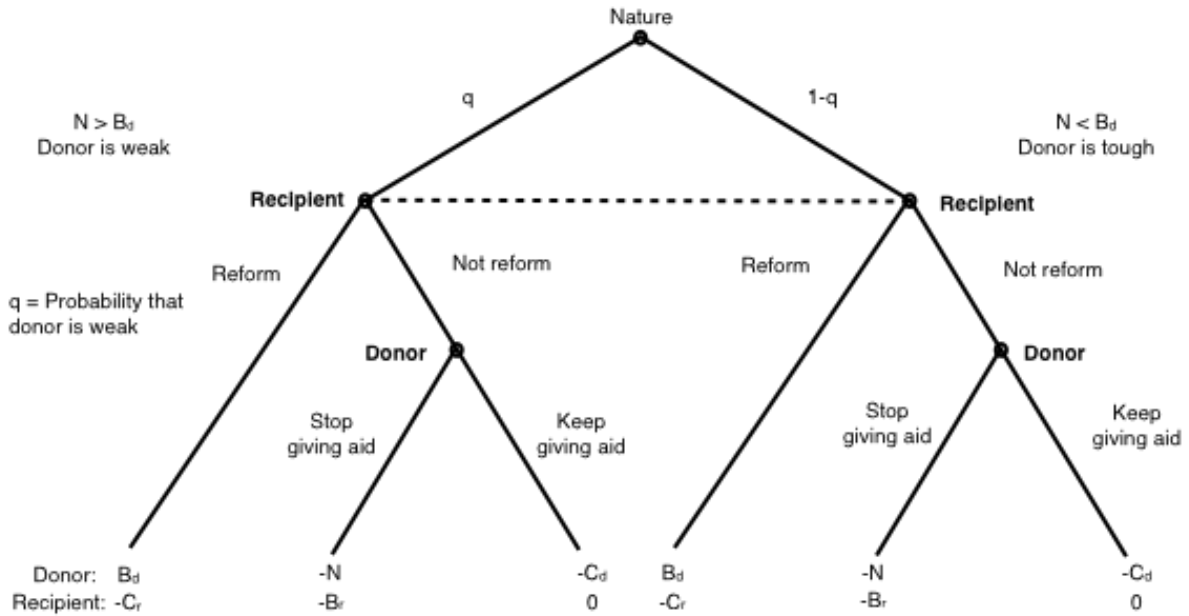 Nature
q
1-q
N > Bd
Donor is weak
N < Bd
Donor is tough
Recipient
Recipient
Reform
Not reform
Reform
Not reform
q = Probability that
donor is weak
Donor
Donor
Stop
giving aid
Keep
giving aid
Stop
giving aid
Keep
giving aid
Donor: Bd -N -Cd Bd -N -Cd
Recipient: -Cr -Br 0 -Cr -Br 0